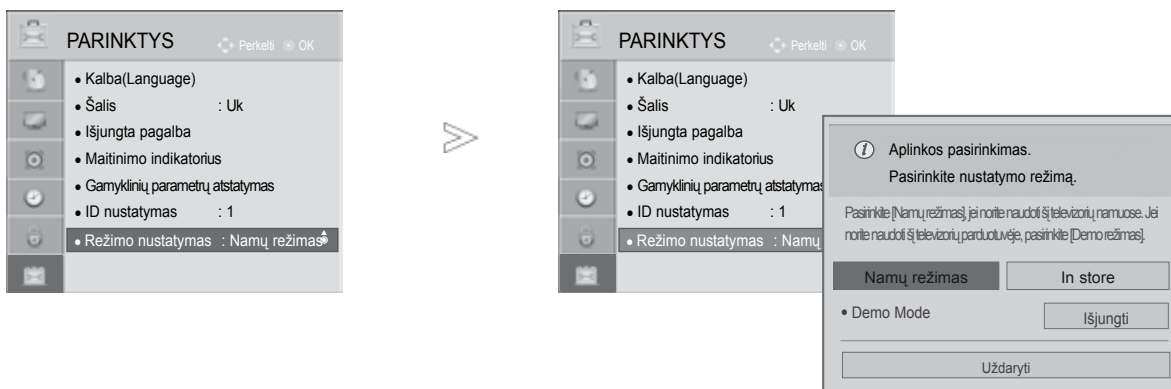 PARINKTYS Perkelti OK
• Kalba(Language)
• Šalis : Uk
• Išjungta pagalba
• Maitinimo indikatorius
• Gamyklinių parametrų atstatymas
• ID nustatymas : 1
• Režimo nustatymas : Namų režimas
PARINKTYS Perkelti OK
• Kalba(Language)
• Šalis : Uk
• Išjungta pagalba
• Maitinimo indikatorius
• Gamyklinių parametrų atstatymas
• ID nustatymas : 1
• Režimo nustatymas : Namų
Aplinkos pasirinkimas.
Pasirinkite nustatymo režimą.
Pasirinkite [Namų režimas], jei norite naudoti šį televizorių namuose. Jei
norite naudoti šį televizorių parduotuvėje, pasirinkite [Demo režimas].
Namų režimas In store
• Demo Mode Išjungti
Uždaryti